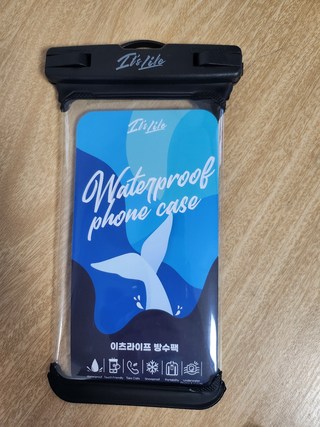 It's Life
It's Life
Waterproof
phone case
이츠라이프 방수팩